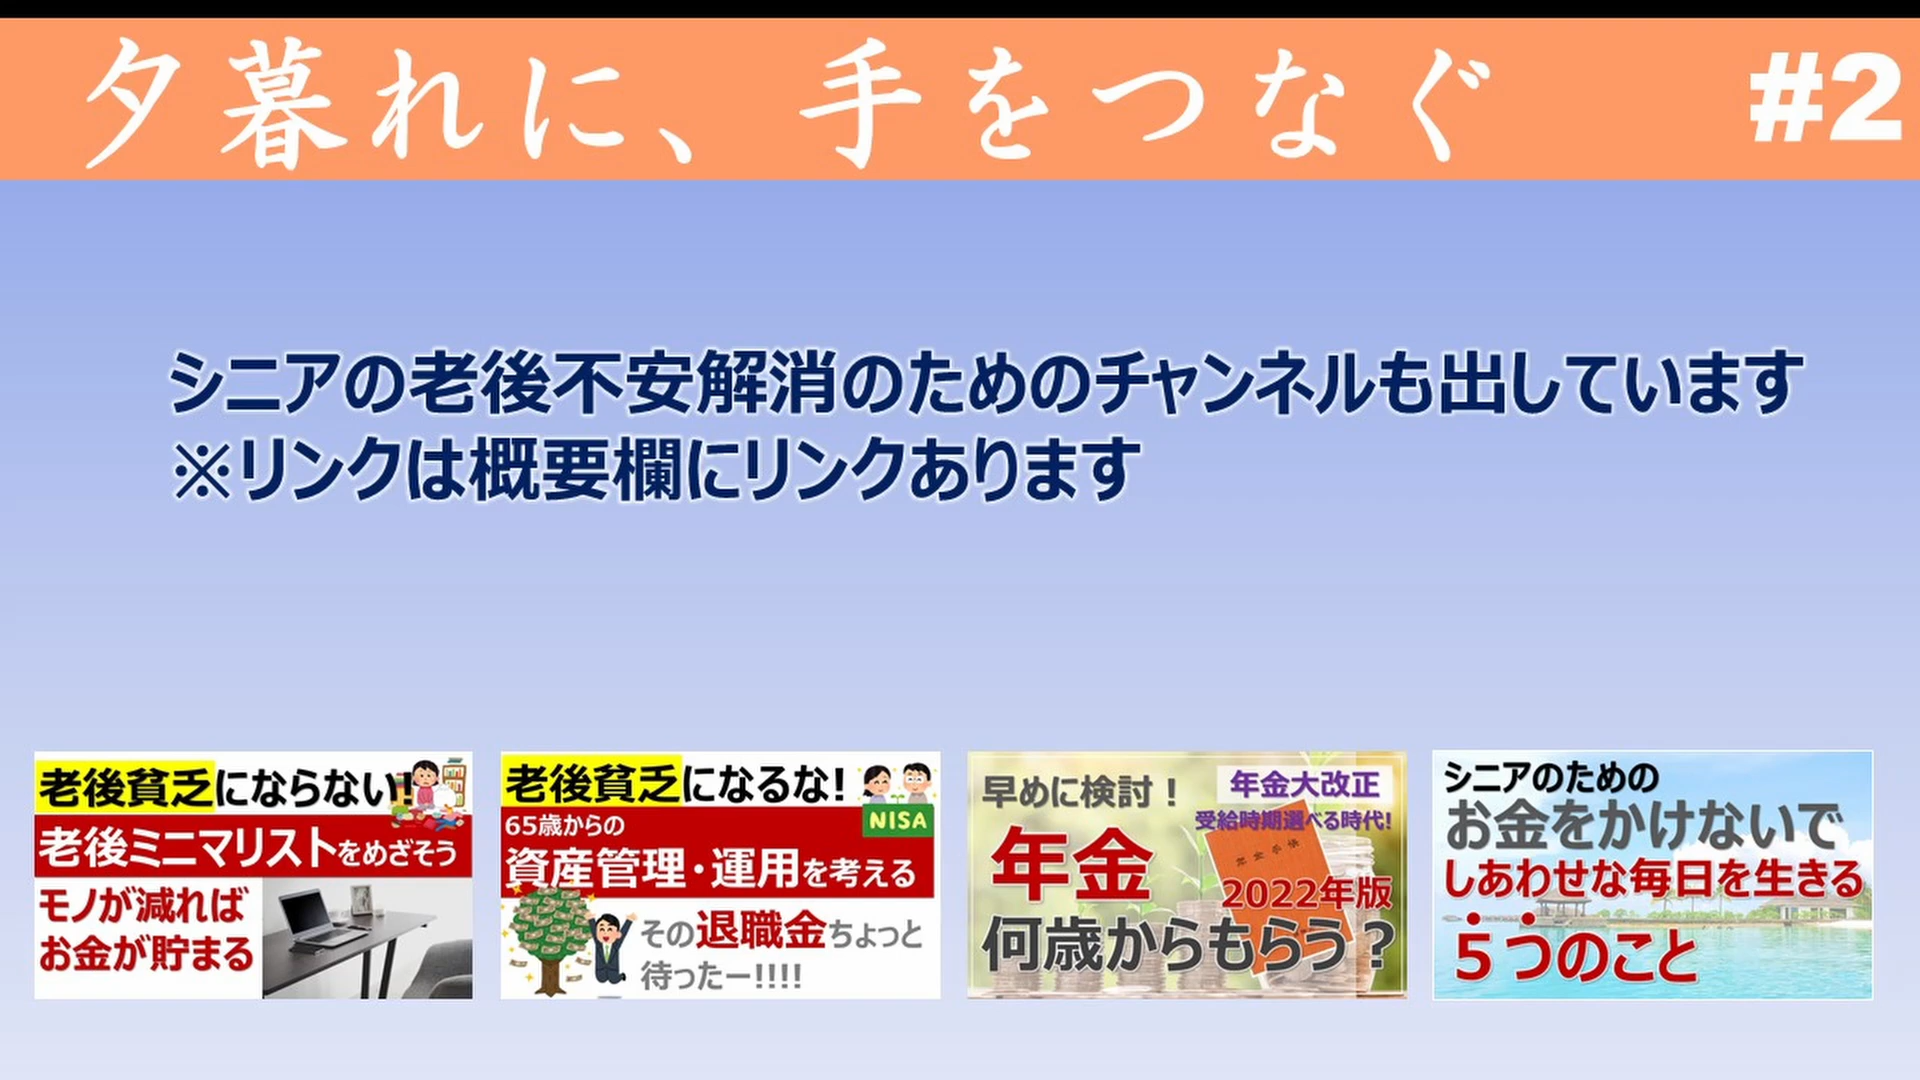 夕暮れに、手をつなぐ
#2
シニアの老後不安解消のためのチャンネルも出しています
※リンクは概要欄にリンクあります
老後貧乏にならない!
老後ミニマリストをめざそう
モノが減れば
お金が貯まる
老後貧乏になるな!
NISA
65歳からの
資産管理・運用を考える
その退職金ちょっと
待ったー!!!!
早めに検討！
年金大改正
受給時期選べる時代!
年金手帳
年金
2022年版
何歳からもらう？
シニアのための
お金をかけないで
しあわせな毎日を生きる
５つのこと